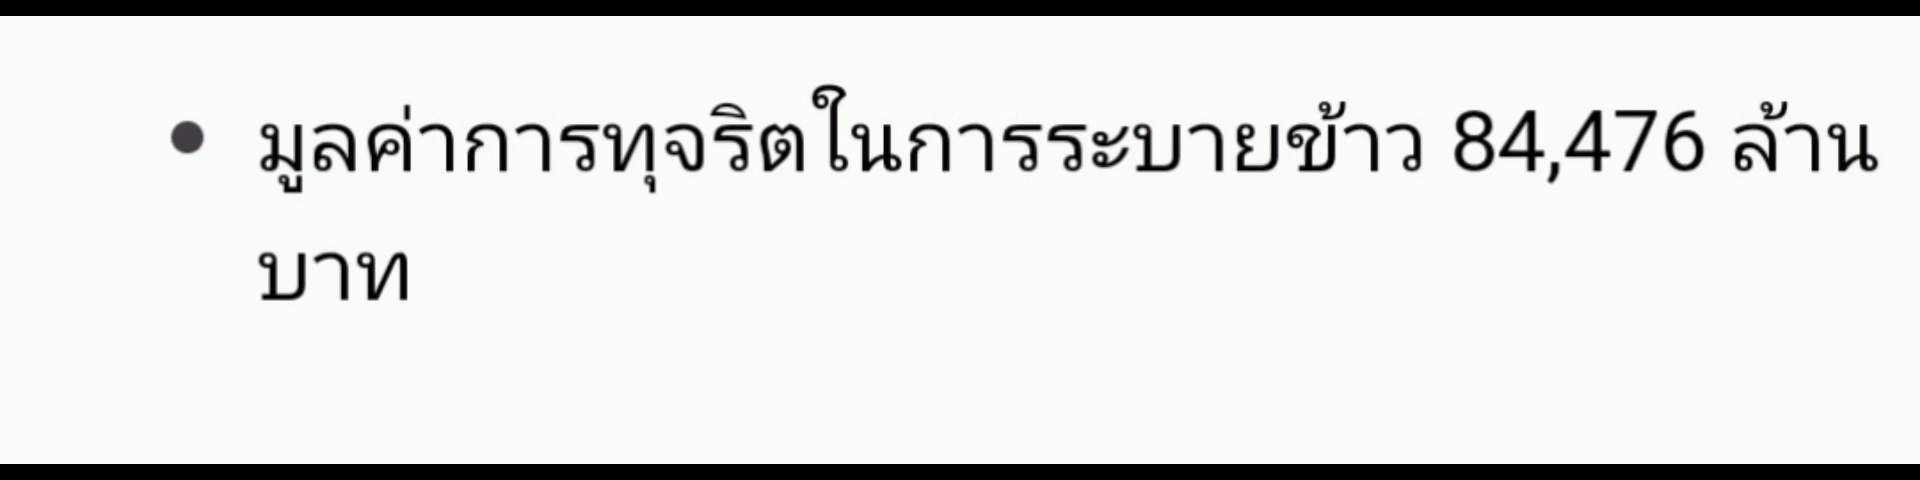 • มูลค่าการทุจริตในการระบายข้าว 84,476 ล้าน
บาท